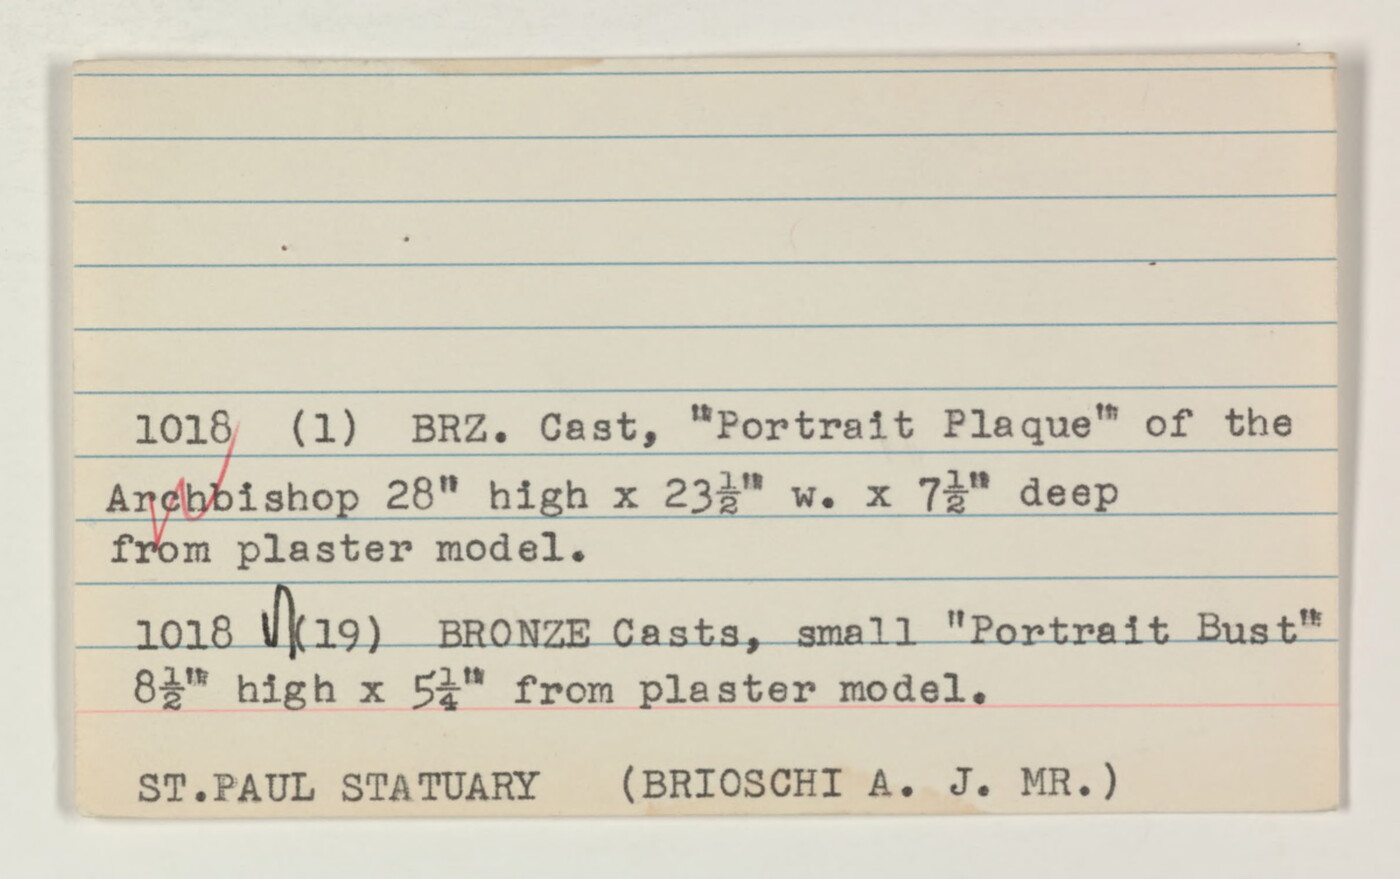 1018 (1) BRZ. Cast, "Portrait Plaque" of the
Archbishop 28" high x 23½" w. x 7½" deep
from plaster model.
1018 (19) BRONZE Casts, small "Portrait Bust"
8½" high x 5¼" from plaster model.
ST.PAUL STATUARY (BRIOSCHI A. J. MR.)